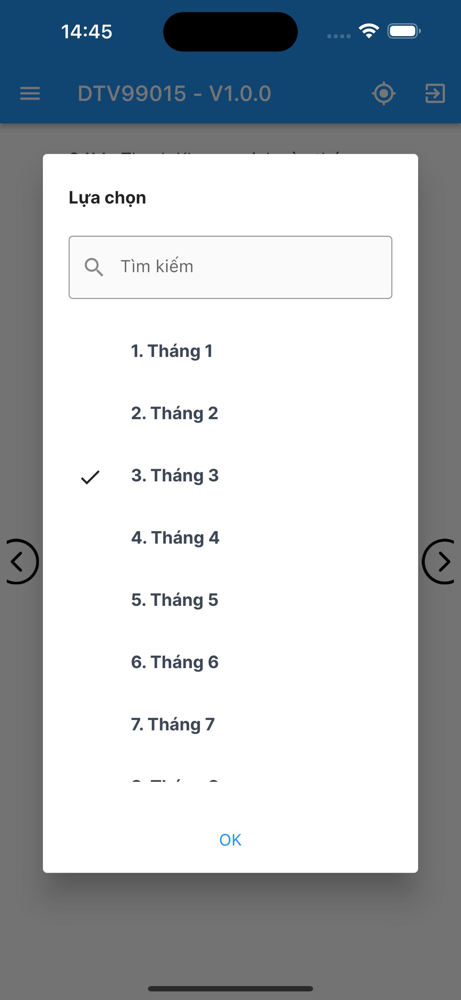 14:45
DTV99015 - V1.0.0
Lựa chọn
Tìm kiếm
1. Tháng 1
2. Tháng 2
3. Tháng 3
4. Tháng 4
5. Tháng 5
6. Tháng 6
7. Tháng 7
OK